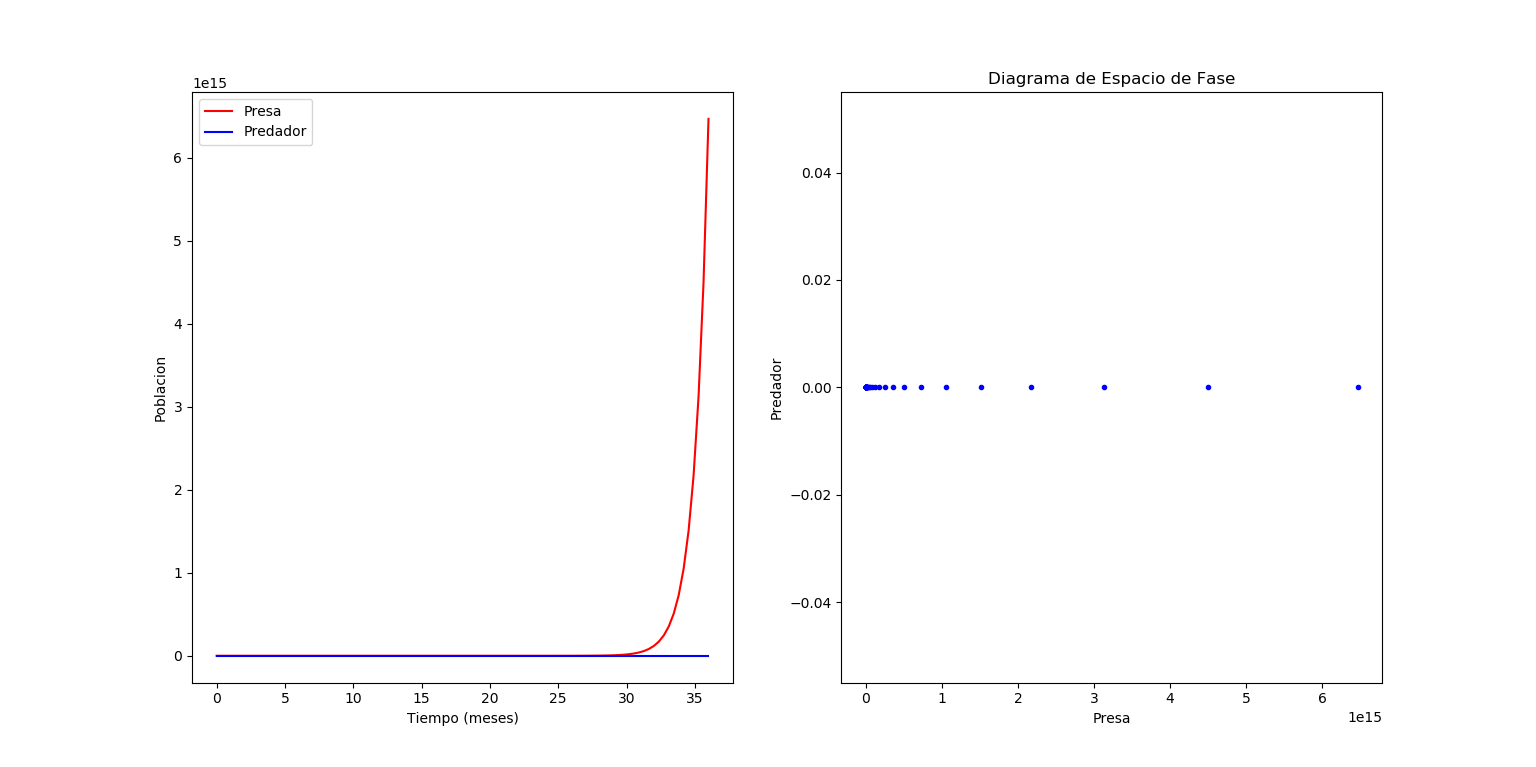 1e15
Presa
Predador
6
5
4
3
2
1
0
Poblacion
0 5 10 15 20 25 30 35
Tiempo (meses)
Diagrama de Espacio de Fase
0.04
0.02
0.00
−0.02
−0.04
Predador
0 1 2 3 4 5 6
1e15
Presa